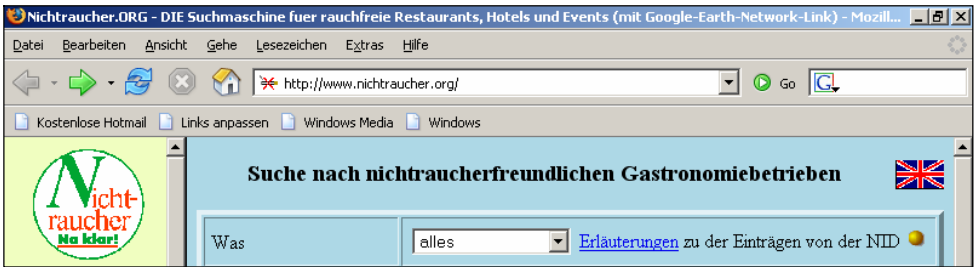 Nichtraucher.ORG - DIE Suchmaschine fuer rauchfreie Restaurants, Hotels und Events (mit Google-Earth-Network-Link) - Mozill...
Datei Bearbeiten Ansicht Gehe Lesezeichen Extras Hilfe
http://www.nichtraucher.org/ Go G
Kostenlose Hotmail Links anpassen Windows Media Windows
Nicht-
raucher
Na klar!
Suche nach nichtraucherfreundlichen Gastronomiebetrieben
Was alles Erläuterungen zu der Einträgen von der NID